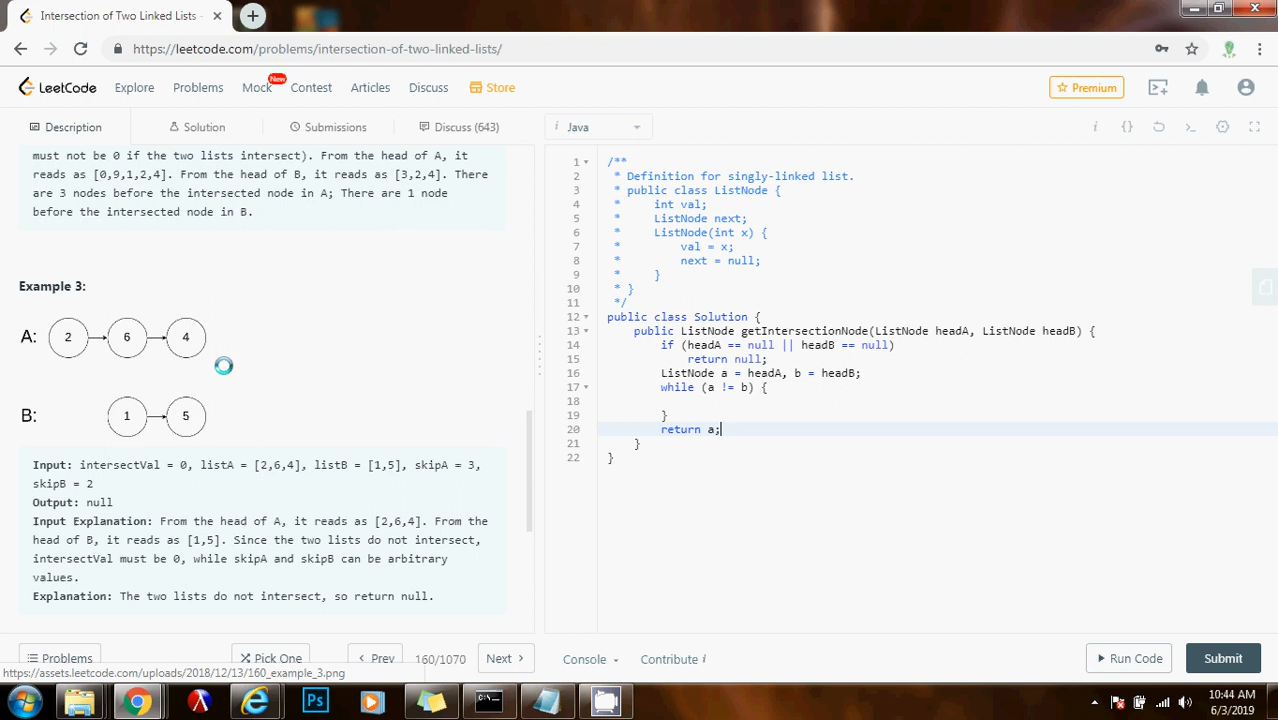 Intersection of Two Linked Lists -
https://leetcode.com/problems/intersection-of-two-linked-lists/
LeetCode Explore Problems Mock New Contest Articles Discuss Store Premium
Description Solution Submissions Discuss (643)
must not be 0 if the two lists intersect). From the head of A, it
reads as [0,9,1,2,4]. From the head of B, it reads as [3,2,4]. There
are 3 nodes before the intersected node in A; There are 1 node
before the intersected node in B.
Example 3:
A: 2 6 4
B: 1 5
Input: intersectVal = 0, listA = [2,6,4], listB = [1,5], skipA = 3,
skipB = 2
Output: null
Input Explanation: From the head of A, it reads as [2,6,4]. From the
head of B, it reads as [1,5]. Since the two lists do not intersect,
intersectVal must be 0, while skipA and skipB can be arbitrary
values.
Explanation: The two lists do not intersect, so return null.
Problems Pick One Prev 160/1070 Next
https://assets.leetcode.com/uploads/2018/12/13/160_example_3.png
i Java
i {} >_
1 /**
2 * Definition for singly-linked list.
3 * public class ListNode {
4 * int val;
5 * ListNode next;
6 * ListNode(int x) {
7 * val = x;
8 * next = null;
9 * }
10 * }
11 */
12 public class Solution {
13 public ListNode getIntersectionNode(ListNode headA, ListNode headB) {
14 if (headA == null || headB == null)
15 return null;
16 ListNode a = headA, b = headB;
17 while (a != b) {
18
19 }
20 return a;
21 }
22 }
Console Contribute i Run Code Submit
Ps
10:44 AM
6/3/2019